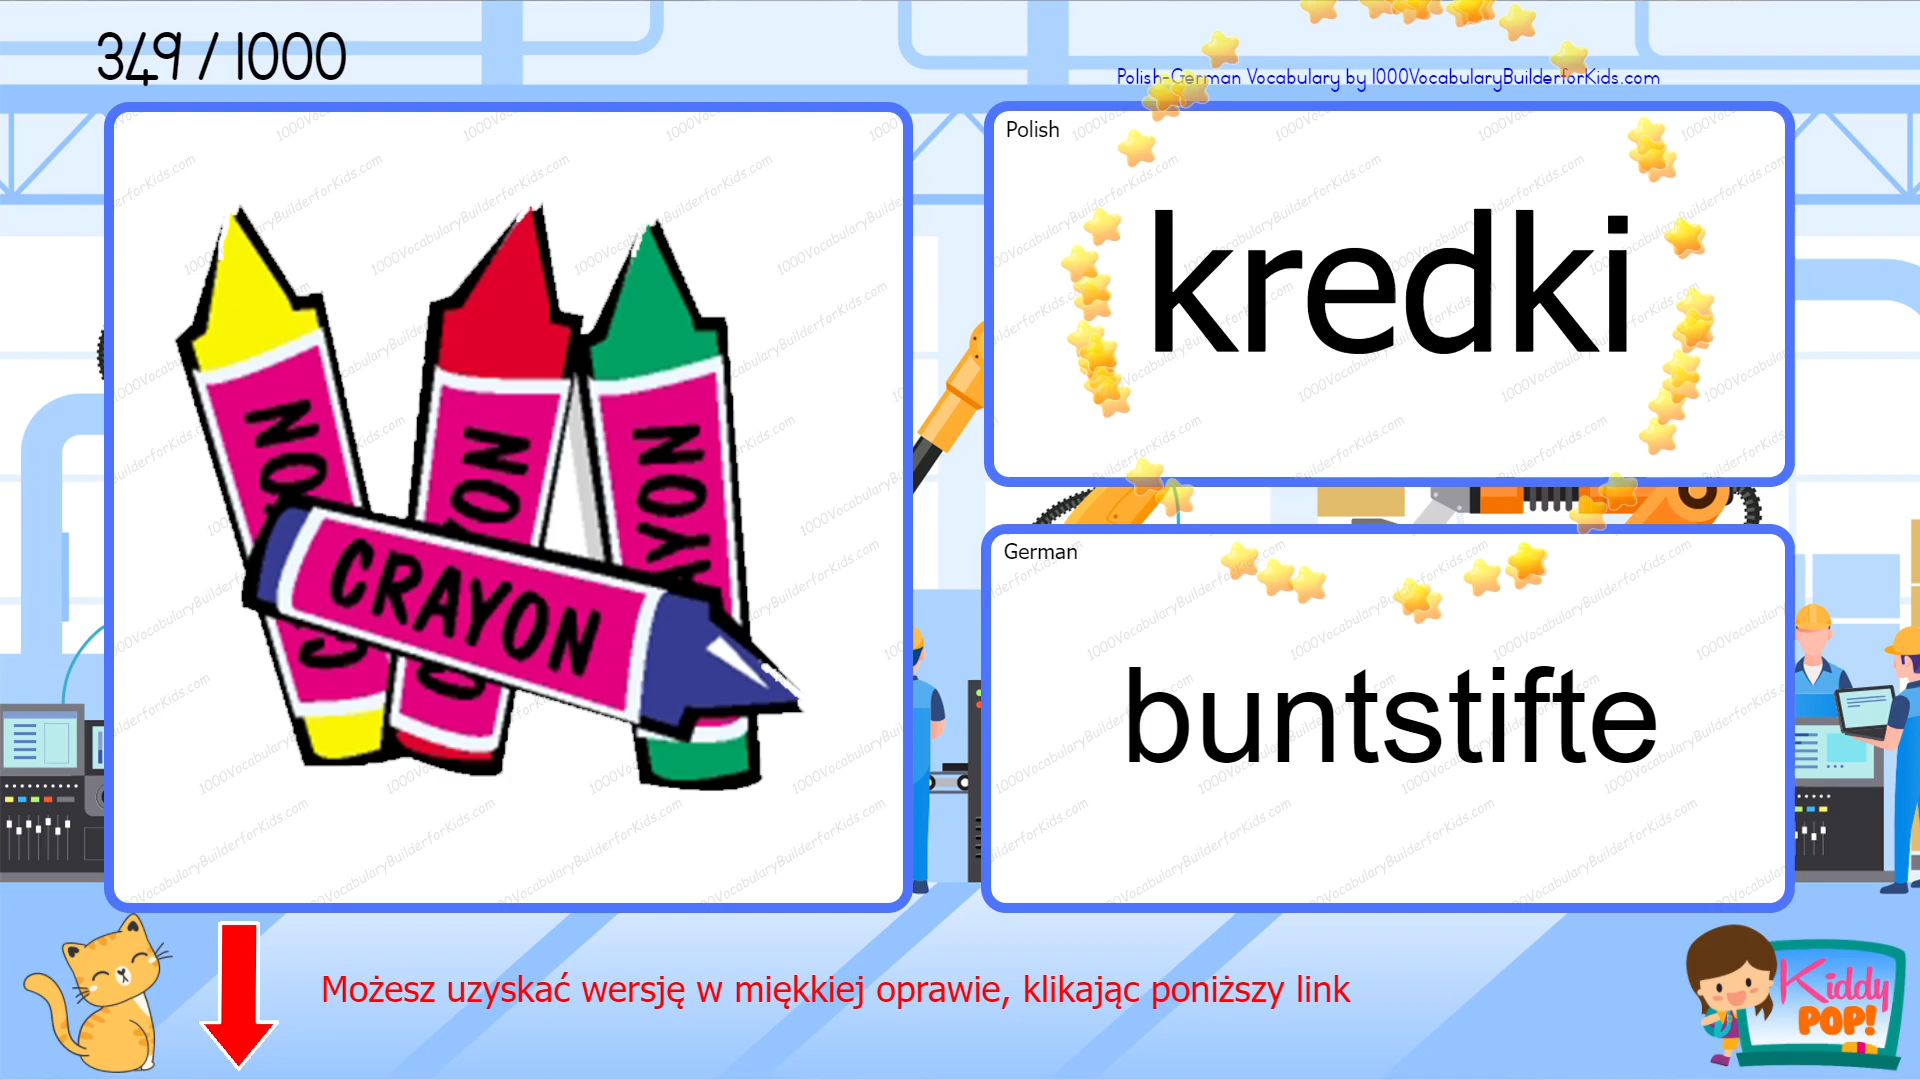 349 / 1000
Polish-German Vocabulary by 1000VocabularyBuilderforKids.com
Polish
kredki
German
buntstifte
CRAYON
Możesz uzyskać wersję w miękkiej oprawie, klikając poniższy link
Kiddy
POP!